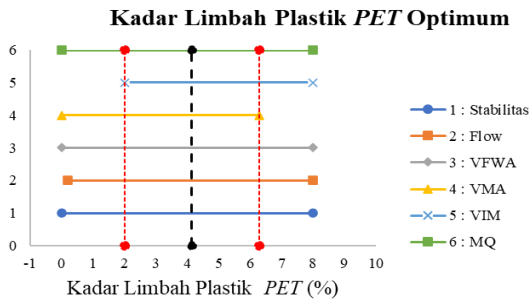 Kadar Limbah Plastik PET Optimum
6
5
4
3
2
1
0
-1 0 1 2 3 4 5 6 7 8 9 10
Kadar Limbah Plastik PET (%)
1 : Stabilitas
2 : Flow
3 : VFWA
4 : VMA
5 : VIM
6 : MQ